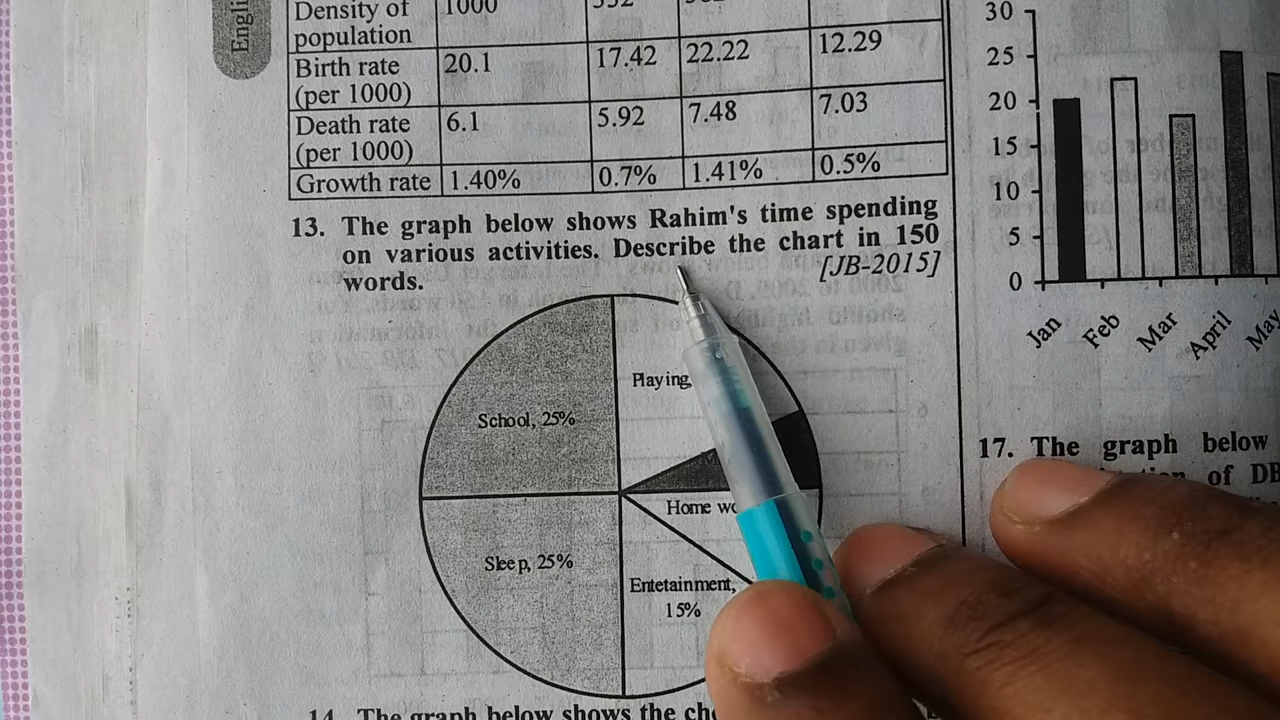 Engli
Density of
population
1000
Birth rate
(per 1000)
20.1
17.42
22.22
12.29
Death rate
(per 1000)
6.1
5.92
7.48
7.03
Growth rate
1.40%
0.7%
1.41%
0.5%
13. The graph below shows Rahim's time spending
on various activities. Describe the chart in 150
words.
[JB-2015]
School, 25%
Playing,
Home wo
Sleep, 25%
Entetainment,
15%
14. The graph below shows the ch
30
25
20
15
10
5
0
Jan
Feb
Mar
April
May
17. The graph below
of DE